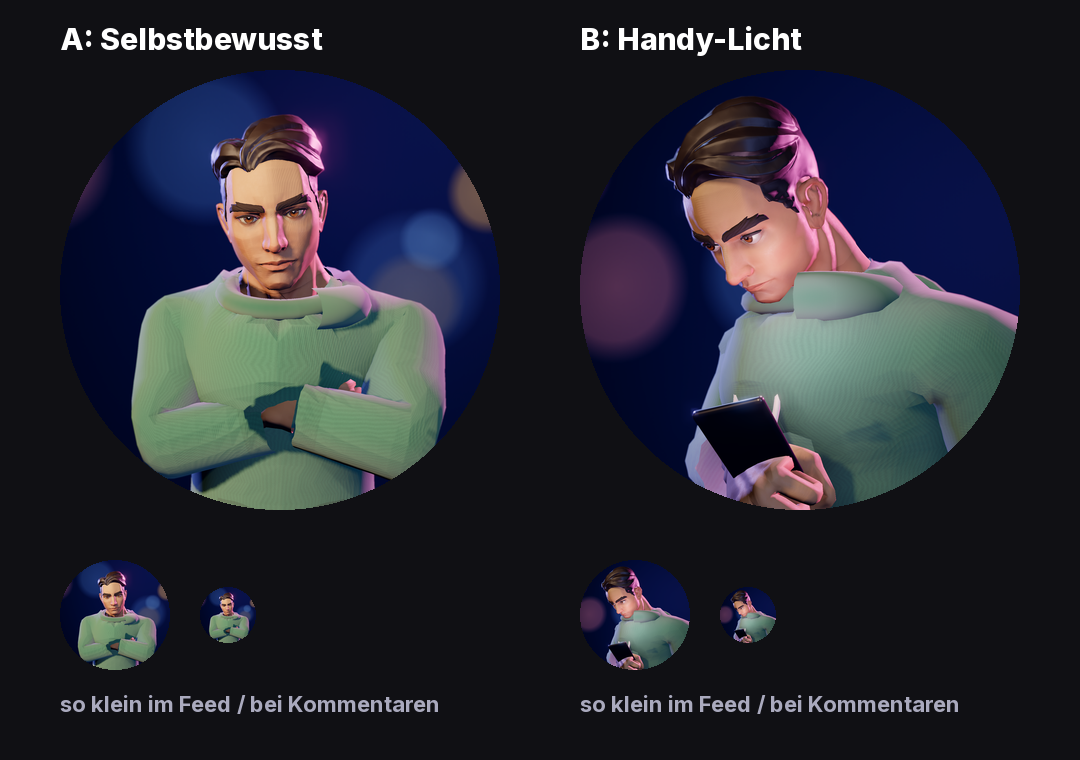 A: Selbstbewusst
B: Handy-Licht
so klein im Feed / bei Kommentaren
so klein im Feed / bei Kommentaren